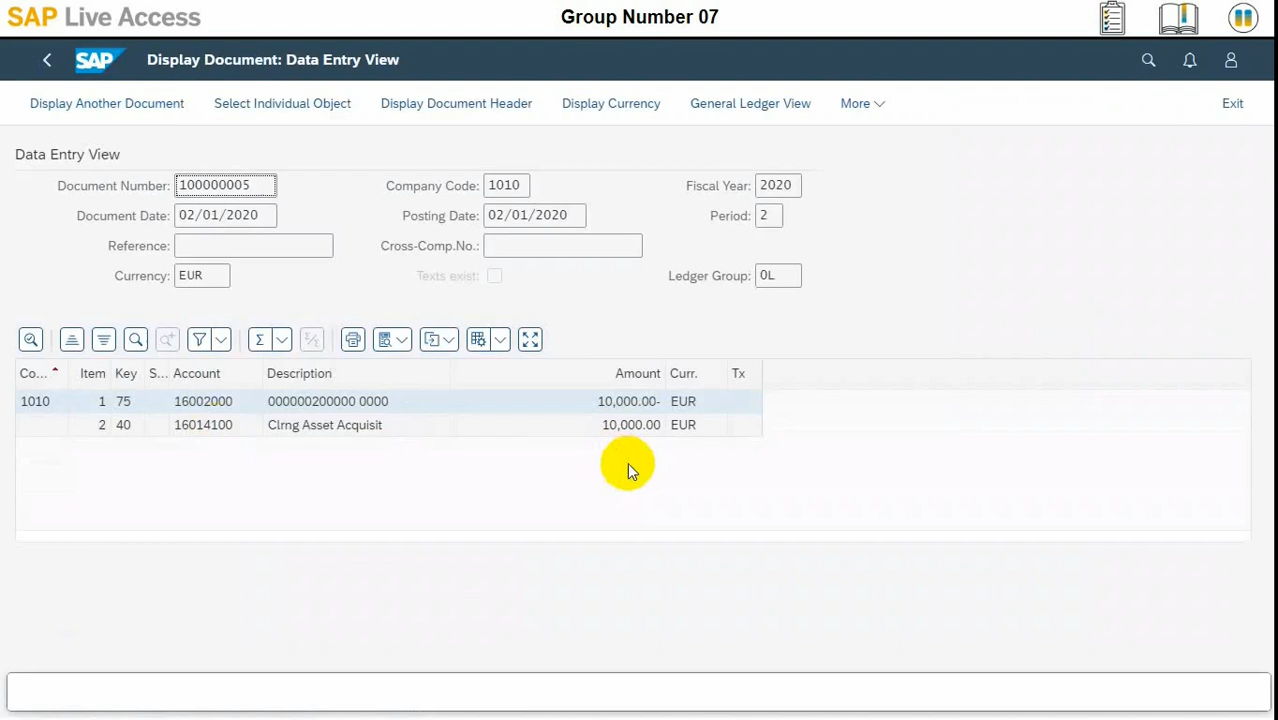 SAP Live Access
Group Number 07
SAP Display Document: Data Entry View
Display Another Document Select Individual Object Display Document Header Display Currency General Ledger View More Exit
Data Entry View
Document Number: 100000005 Company Code: 1010 Fiscal Year: 2020
Document Date: 02/01/2020 Posting Date: 02/01/2020 Period: 2
Reference: Cross-Comp.No.:
Currency: EUR Texts exist: Ledger Group: 0L
Co... Item Key S... Account Description Amount Curr. Tx
1010 1 75 16002000 000000200000 0000 10,000.00- EUR
2 40 16014100 Clrng Asset Acquisit 10,000.00 EUR